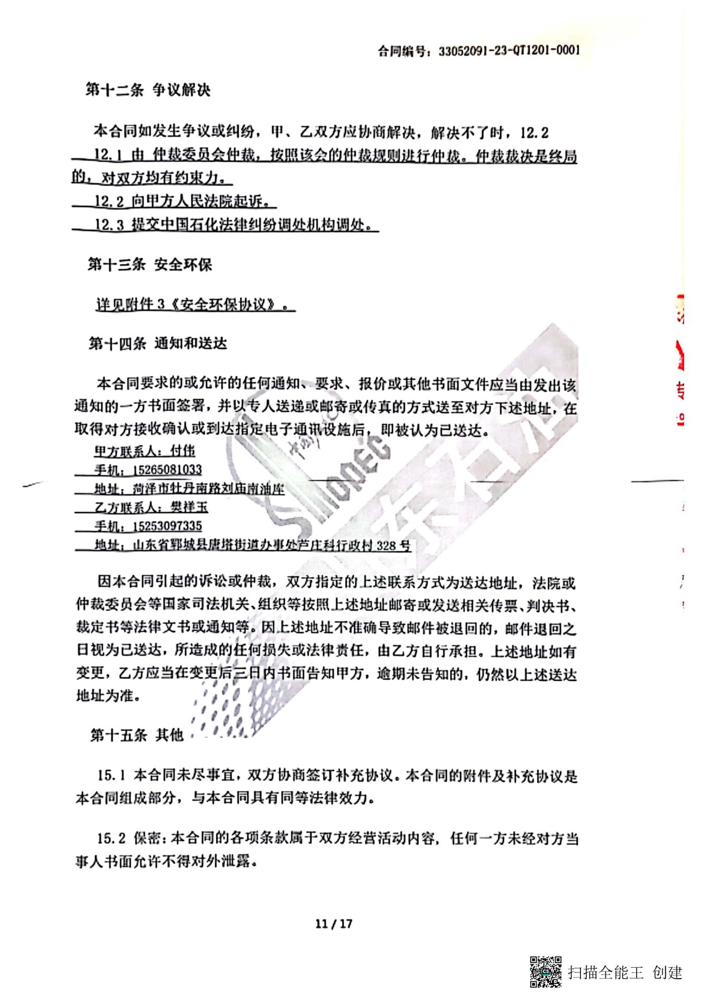 合同编号：33052091-23-QT1201-0001
第十二条 争议解决
本合同如发生争议或纠纷，甲、乙双方应协商解决，解决不了时，12.2
12.1 由 仲裁委员会仲裁，按照该会的仲裁规则进行仲裁。仲裁裁决是终局
的，对双方均有约束力。
12.2 向甲方人民法院起诉。
12.3 提交中国石化法律纠纷调处机构调处。
第十三条 安全环保
详见附件 3《安全环保协议》。
第十四条 通知和送达
本合同要求的或允许的任何通知、要求、报价或其他书面文件应当由发出该
通知的一方书面签署，并以专人送递或邮寄或传真的方式送至对方下述地址，在
取得对方接收确认或到达指定电子通讯设施后，即被认为已送达。
甲方联系人：付伟
手机：15265081033
地址：菏泽市牡丹南路刘庙南油库
乙方联系人：樊祥玉
手机：15253097335
地址：山东省郓城县唐塔街道办事处芦庄科行政村 328 号
因本合同引起的诉讼或仲裁，双方指定的上述联系方式为送达地址，法院或
仲裁委员会等国家司法机关、组织等按照上述地址邮寄或发送相关传票、判决书、
裁定书等法律文书或通知等。因上述地址不准确导致邮件被退回的，邮件退回之
日视为已送达，所造成的任何损失或法律责任，由乙方自行承担。上述地址如有
变更，乙方应当在变更后三日内书面告知甲方，逾期未告知的，仍然以上述送达
地址为准。
第十五条 其他
15.1 本合同未尽事宜，双方协商签订补充协议。本合同的附件及补充协议是
本合同组成部分，与本合同具有同等法律效力。
15.2 保密：本合同的各项条款属于双方经营活动内容，任何一方未经对方当
事人书面允许不得对外泄露。
中国石化
Sinopec
山东石油
11 / 17
CS
扫描全能王 创建